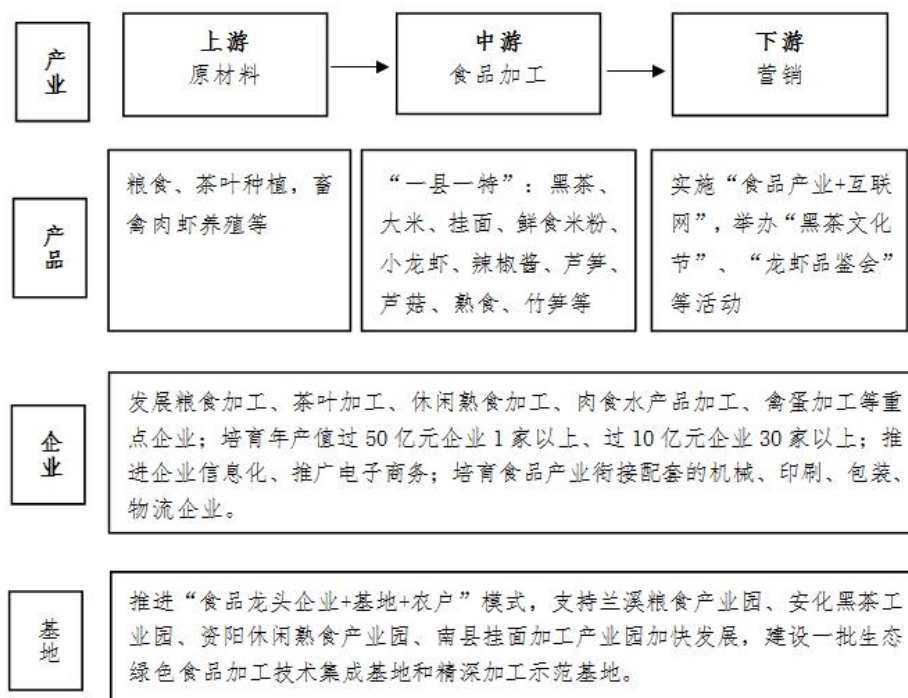 产业
上游
原材料
中游
食品加工
下游
营销
产品
粮食、茶叶种植，畜
禽肉虾养殖等
“一县一特”：黑茶、
大米、挂面、鲜食米粉、
小龙虾、辣椒酱、芦笋、
芦菇、熟食、竹笋等
实施“食品产业+互联
网”，举办“黑茶文化
节”、“龙虾品鉴会”
等活动
企业
发展粮食加工、茶叶加工、休闲熟食加工、肉食水产品加工、禽蛋加工等重
点企业；培育年产值过 50 亿元企业 1 家以上、过 10 亿元企业 30 家以上；推
进企业信息化、推广电子商务；培育食品产业衔接配套的机械、印刷、包装、
物流企业。
基地
推进“食品龙头企业+基地+农户”模式，支持兰溪粮食产业园、安化黑茶工
业园、资阳休闲熟食产业园、南县挂面加工产业园加快发展，建设一批生态
绿色食品加工技术集成基地和精深加工示范基地。